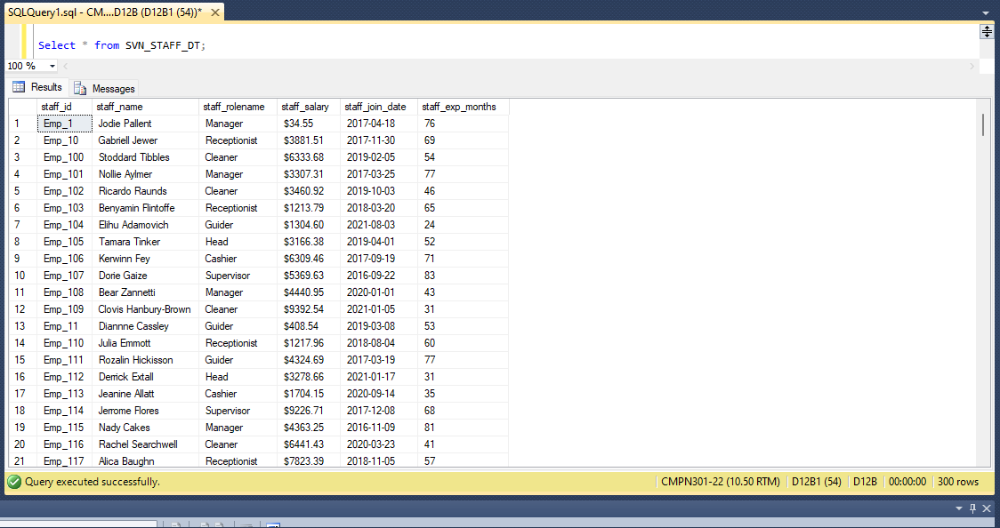 SQLQuery1.sql - CM....D12B (D12B1 (54))*
Select * from SVN_STAFF_DT;
100 %
Results Messages
staff_id staff_name staff_rolename staff_salary staff_join_date staff_exp_months
1 Emp_1 Jodie Pallent Manager $34.55 2017-04-18 76
2 Emp_10 Gabriell Jewer Receptionist $3881.51 2017-11-30 69
3 Emp_100 Stoddard Tibbles Cleaner $6333.68 2019-02-05 54
4 Emp_101 Nollie Aylmer Manager $3307.31 2017-03-25 77
5 Emp_102 Ricardo Raunds Cleaner $3460.92 2019-10-03 46
6 Emp_103 Benyamin Flintoffe Receptionist $1213.79 2018-03-20 65
7 Emp_104 Elihu Adamovich Guider $1304.60 2021-08-03 24
8 Emp_105 Tamara Tinker Head $3166.38 2019-04-01 52
9 Emp_106 Kerwinn Fey Cashier $6309.46 2017-09-19 71
10 Emp_107 Dorie Gaize Supervisor $5369.63 2016-09-22 83
11 Emp_108 Bear Zannetti Manager $4440.95 2020-01-01 43
12 Emp_109 Clovis Hanbury-Brown Cleaner $9392.54 2021-01-05 31
13 Emp_11 Diannne Cassley Guider $408.54 2019-03-08 53
14 Emp_110 Julia Emmott Receptionist $1217.96 2018-08-04 60
15 Emp_111 Rozalin Hickisson Guider $4324.69 2017-03-19 77
16 Emp_112 Derrick Extall Head $3278.66 2021-01-17 31
17 Emp_113 Jeanine Allatt Cashier $1704.15 2020-09-14 35
18 Emp_114 Jerrome Flores Supervisor $9226.71 2017-12-08 68
19 Emp_115 Nady Cakes Manager $4363.25 2016-11-09 81
20 Emp_116 Rachel Searchwell Cleaner $6441.43 2020-03-23 41
21 Emp_117 Alica Baughn Receptionist $7823.39 2018-11-05 57
Query executed successfully. CMPN301-22 (10.50 RTM) D12B1 (54) D12B 00:00:00 300 rows